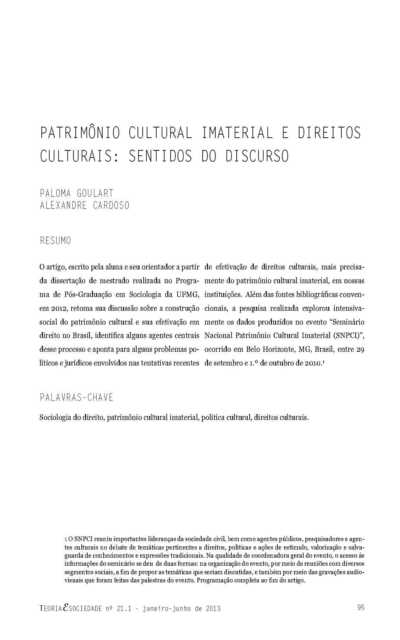 PATRIMÔNIO CULTURAL IMATERIAL E DIREITOS
CULTURAIS: SENTIDOS DO DISCURSO
PALOMA GOULART
ALEXANDRE CARDOSO
RESUMO
O artigo, escrito pela aluna e seu orientador a partir
da dissertação de mestrado realizada no Progra-
ma de Pós-Graduação em Sociologia da UFMG,
em 2012, retoma sua discussão sobre a construção
social do patrimônio cultural e sua efetivação em
direito no Brasil, identifica alguns agentes centrais
desse processo e aponta para alguns problemas po-
líticos e jurídicos envolvidos nas tentativas recentes
de efetivação de direitos culturais, mais precisa-
mente do patrimônio cultural imaterial, em nossas
instituições. Além das fontes bibliográficas conven-
cionais, a pesquisa realizada explorou intensiva-
mente os dados produzidos no evento “Seminário
Nacional Patrimônio Cultural Imaterial (SNPCI)”,
ocorrido em Belo Horizonte, MG, Brasil, entre 29
de setembro e 1.º de outubro de 2010.¹
PALAVRAS-CHAVE
Sociologia do direito, patrimônio cultural imaterial, política cultural, direitos culturais.
1 O SNPCI reuniu importantes lideranças da sociedade civil, bem como agentes públicos, pesquisadores e agen-
tes culturais no debate de temáticas pertinentes a direitos, políticas e ações de estímulo, valorização e salva-
guarda de conhecimentos e expressões tradicionais. Na qualidade de coordenadora geral do evento, o acesso às
informações do seminário se deu de duas formas: na organização do evento, por meio de reuniões com diversos
segmentos sociais, a fim de propor as temáticas que seriam discutidas, e também por meio das gravações audio-
visuais que foram feitas das palestras do evento. Programação completa ao fim do artigo.
TEORIA&SOCIEDADE nº 21.1 - janeiro-junho de 2013
95